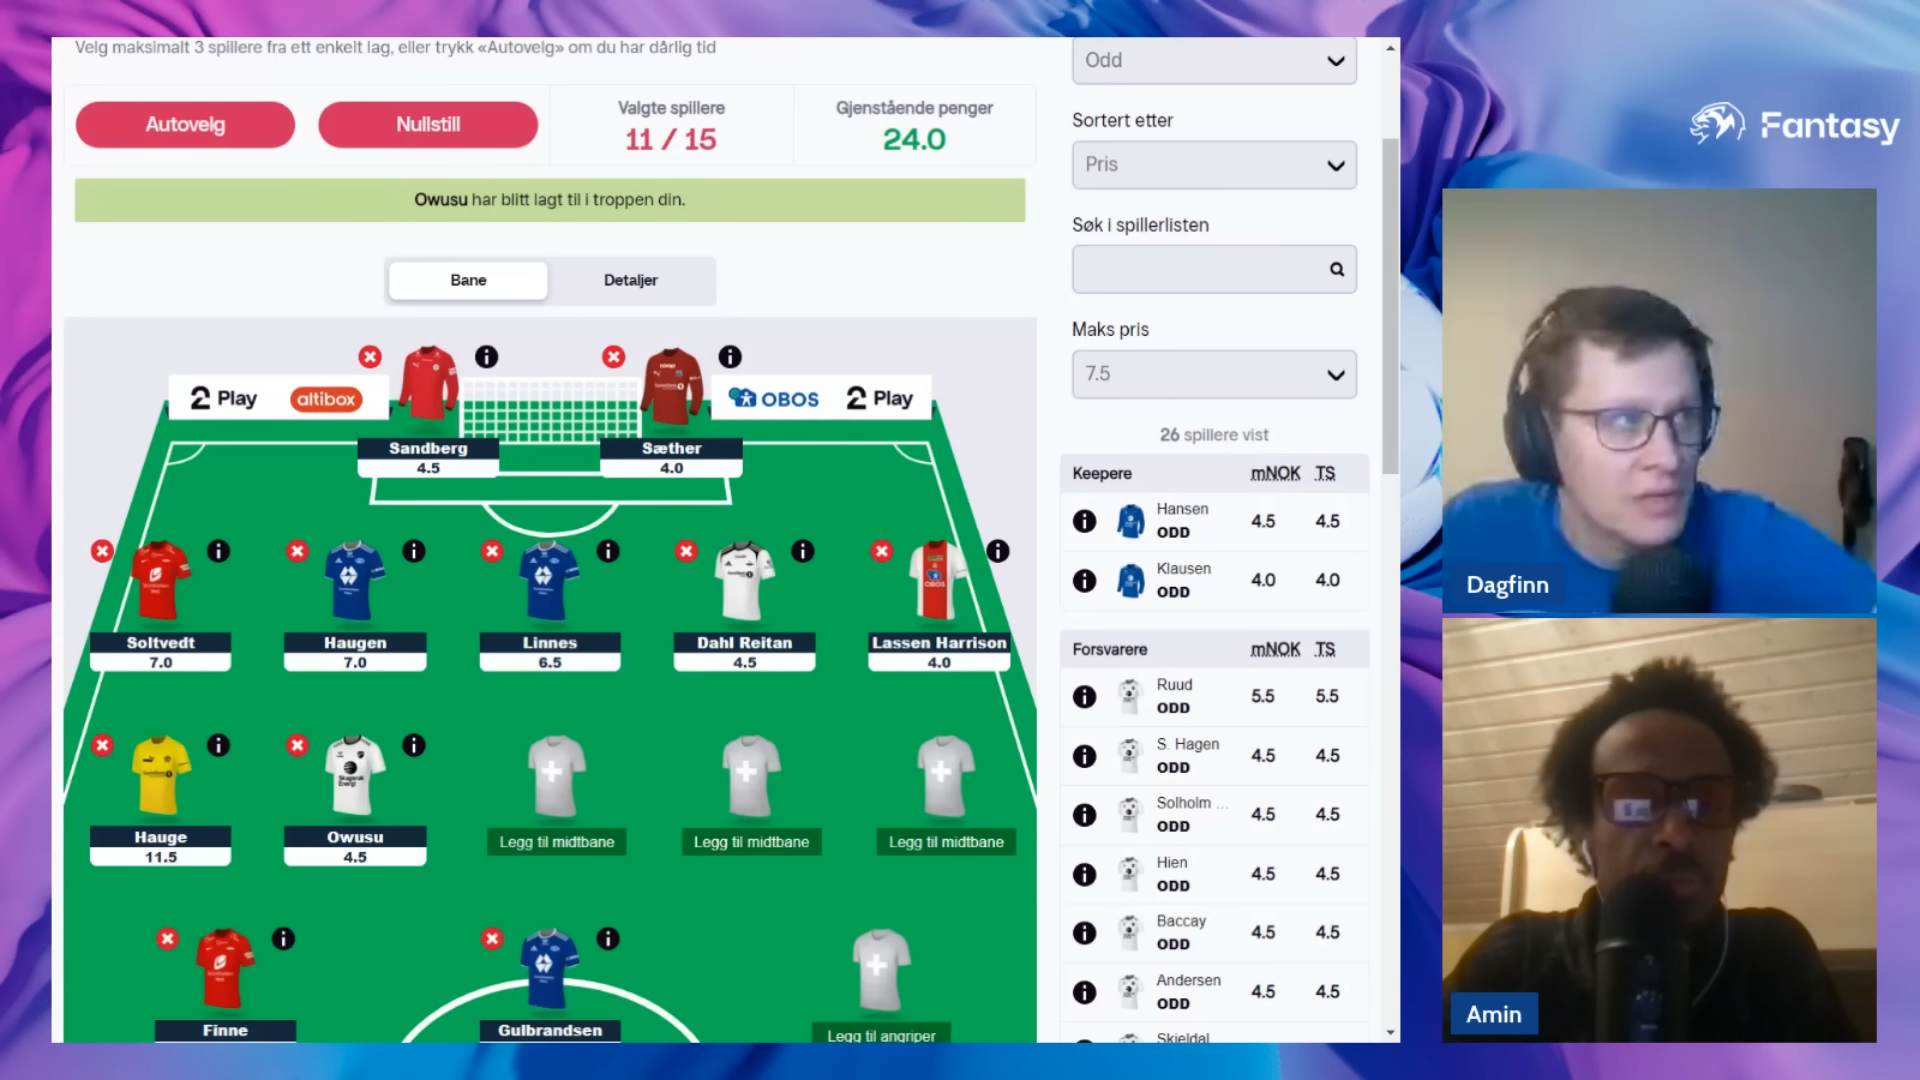 Velg maksimalt 3 spillere fra ett enkelt lag, eller trykk «Autovelg» om du har dårlig tid
Autovelg
Nullstill
Valgte spillere
11 / 15
Gjenstående penger
24.0
Owusu har blitt lagt til i troppen din.
Bane
Detaljer
2 Play
altibox
OBOS
2 Play
Sandberg
4.5
Sæther
4.0
Soltvedt
7.0
Haugen
7.0
Linnes
6.5
Dahl Reitan
4.5
OBOS
Lassen Harrison
4.0
Hauge
11.5
Skagerak
Energi
Owusu
4.5
Legg til midtbane
Legg til midtbane
Legg til midtbane
Finne
Gulbrandsen
Legg til angriper
Odd
Sortert etter
Pris
Søk i spillerlisten
Maks pris
7.5
26 spillere vist
Keepere mNOK TS
Hansen
ODD
4.5 4.5
Klausen
ODD
4.0 4.0
Forsvarere mNOK TS
Ruud
ODD
5.5 5.5
S. Hagen
ODD
4.5 4.5
Solholm ...
ODD
4.5 4.5
Hien
ODD
4.5 4.5
Baccay
ODD
4.5 4.5
Andersen
ODD
4.5 4.5
Skjeldal
Fantasy
Dagfinn
Amin